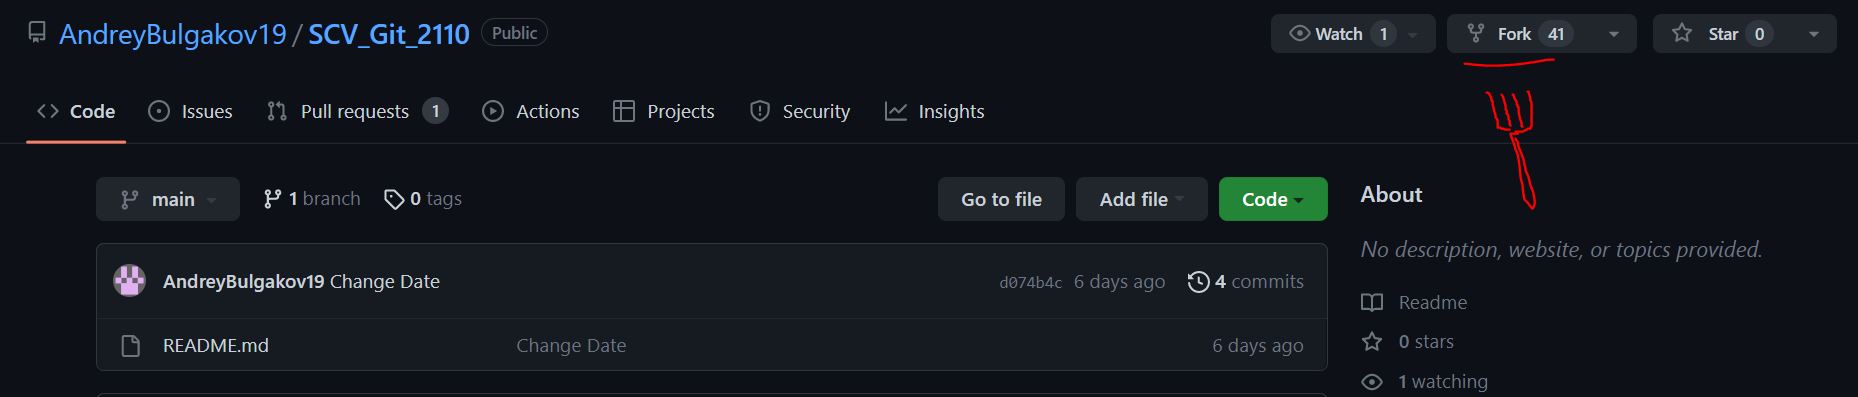 AndreyBulgakov19 / SCV_Git_2110 Public Watch 1 Fork 41 Star 0
Code Issues Pull requests 1 Actions Projects Security Insights
main 1 branch 0 tags Go to file Add file Code
About
No description, website, or topics provided.
AndreyBulgakov19 Change Date d074b4c 6 days ago 4 commits
Readme
README.md Change Date 6 days ago
0 stars
1 watching